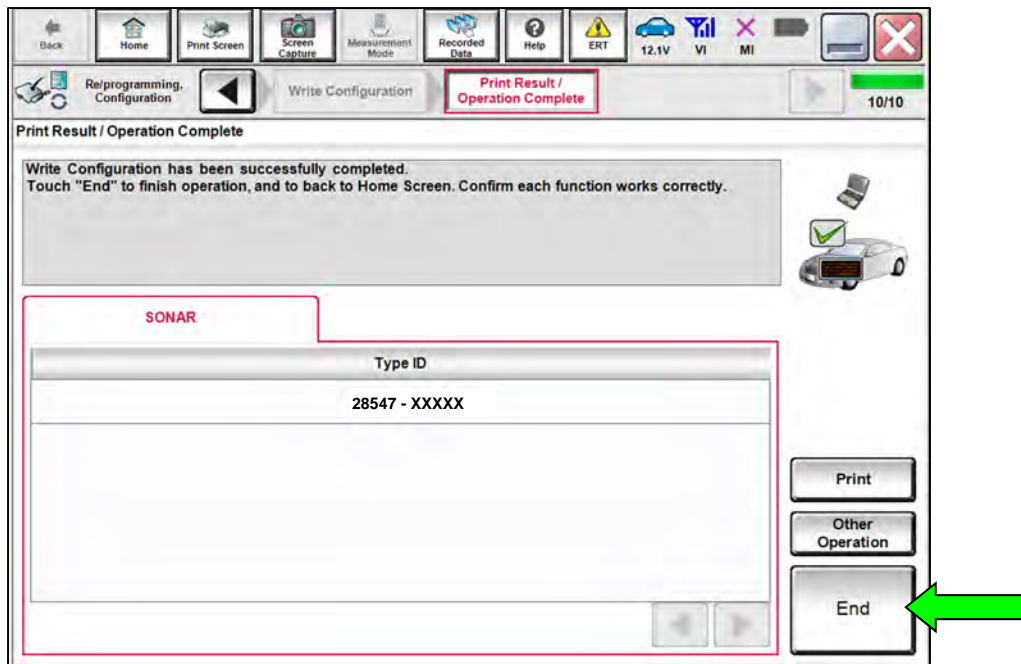 Back
Home
Print Screen
Screen
Capture
Measurement
Mode
Recorded
Data
Help
ERT
12.1V
VI
MI
Re/programming,
Configuration
Write Configuration
Print Result /
Operation Complete
10/10
Print Result / Operation Complete
Write Configuration has been successfully completed.
Touch "End" to finish operation, and to back to Home Screen. Confirm each function works correctly.
SONAR
Type ID
28547 - XXXXX
Print
Other
Operation
End